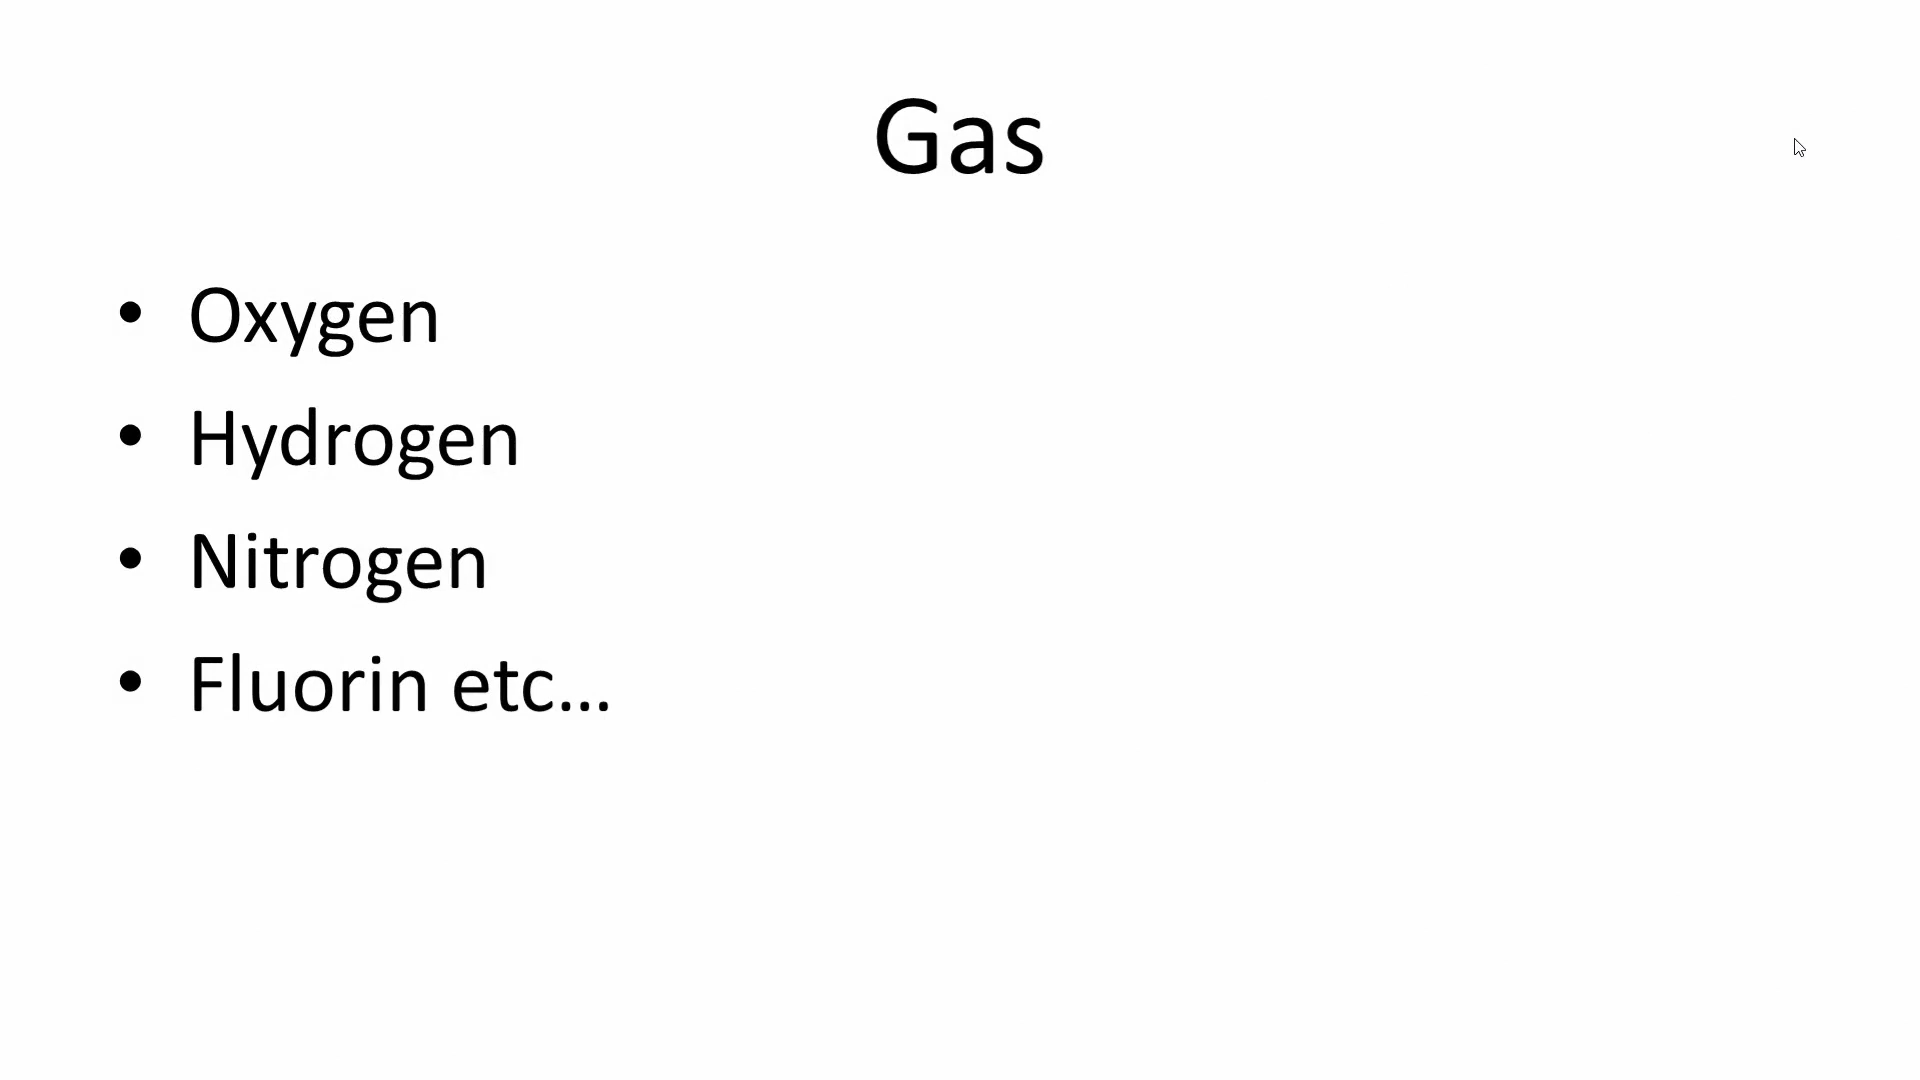 Gas
• Oxygen
• Hydrogen
• Nitrogen
• Fluorin etc...